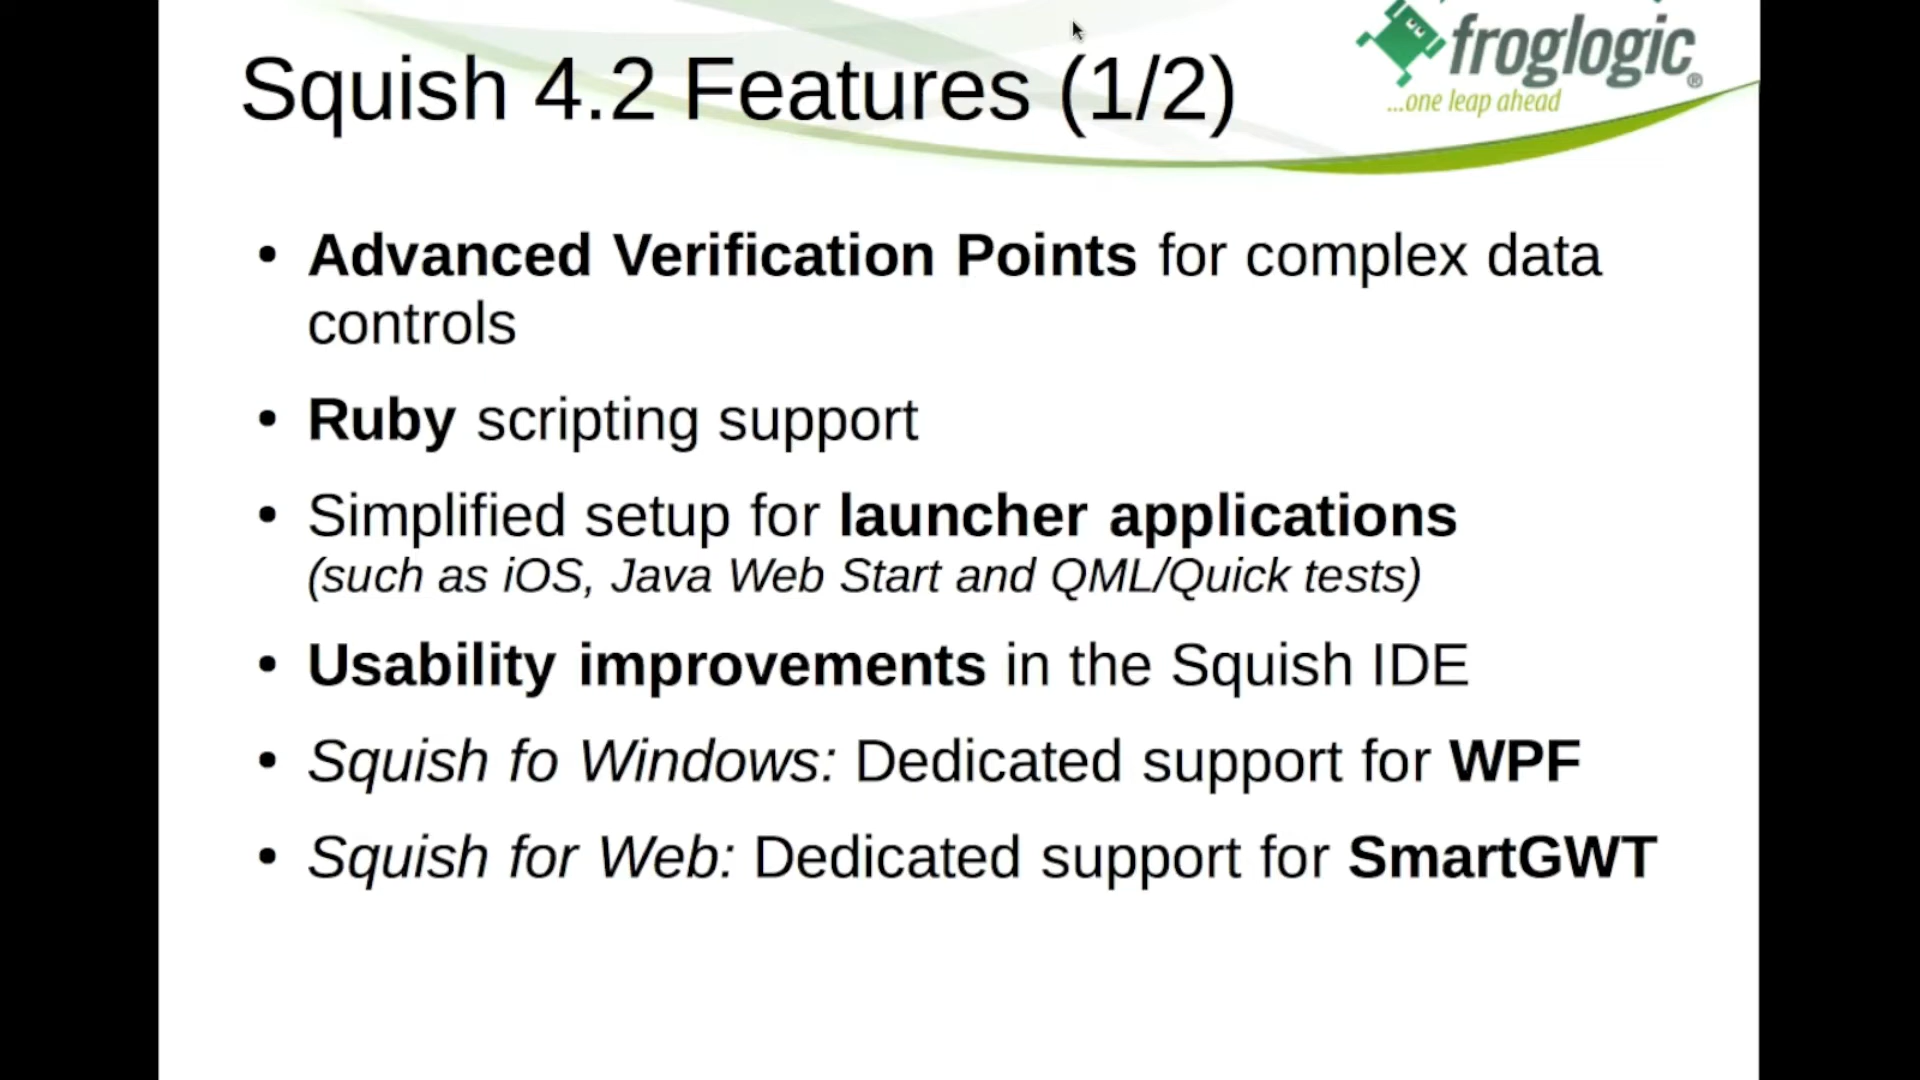 Squish 4.2 Features (1/2)
froglogic®
...one leap ahead
• Advanced Verification Points for complex data
controls
• Ruby scripting support
• Simplified setup for launcher applications
(such as iOS, Java Web Start and QML/Quick tests)
• Usability improvements in the Squish IDE
• Squish fo Windows: Dedicated support for WPF
• Squish for Web: Dedicated support for SmartGWT